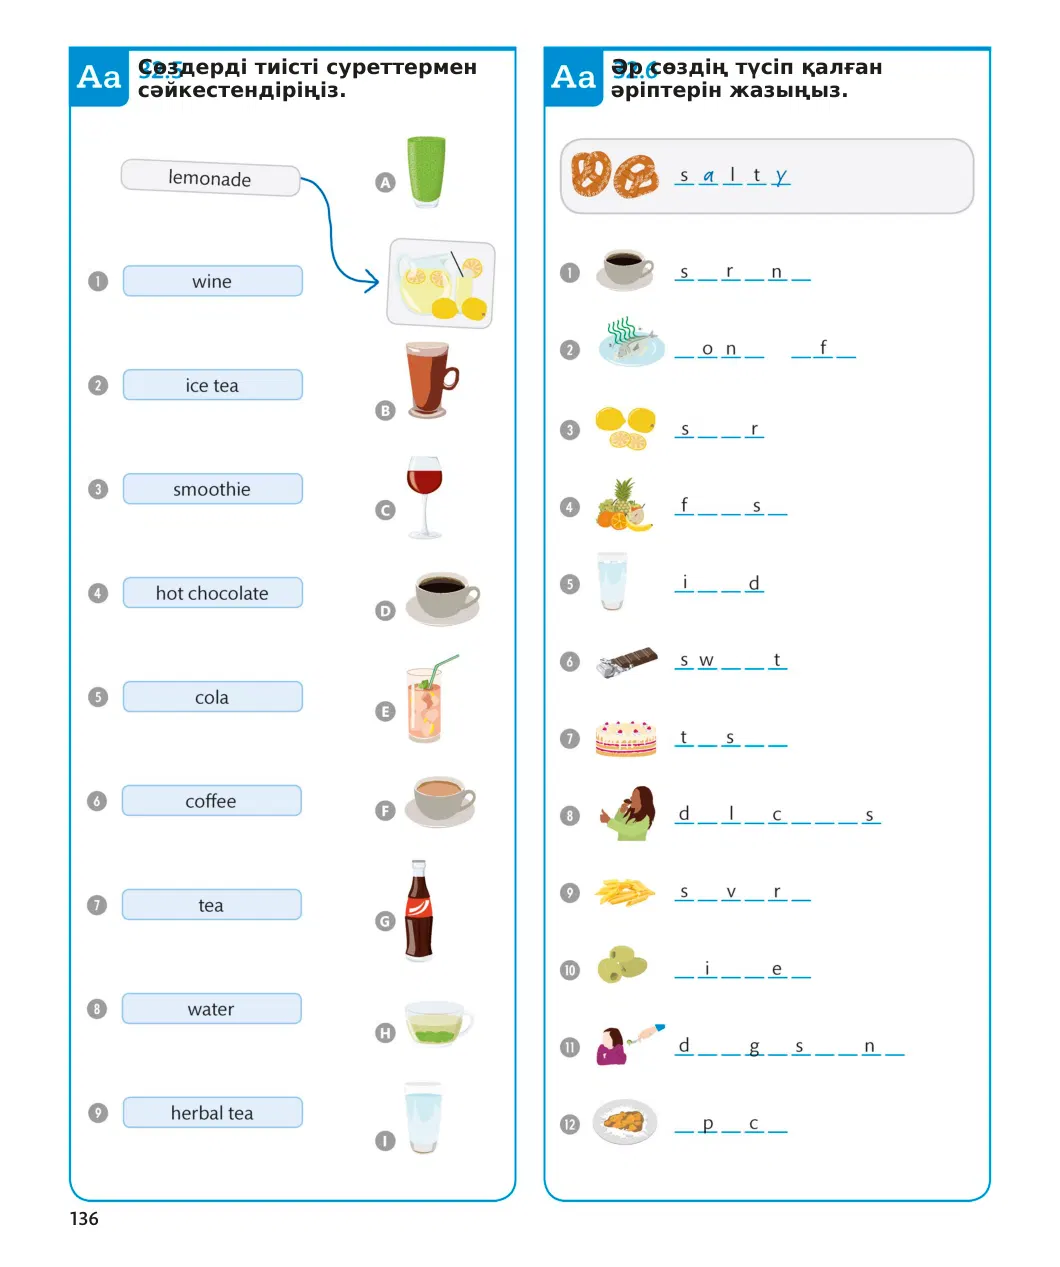 Aa 32.5 Сөздерді тиісті суреттермен
сәйкестендіріңіз.
lemonade
A
1 wine
2 ice tea
B
3 smoothie
C
4 hot chocolate
D
5 cola
E
6 coffee
F
7 tea
G
8 water
H
9 herbal tea
I
Aa 32.6 Әр сөздің түсіп қалған
әріптерін жазыңыз.
s a l t y
1 s _ r _ n _
2 _ o n _ _ f _
3 s _ _ r
4 f _ _ s _
5 i _ _ d
6 s w _ _ t
7 t _ s _ _
8 d _ l _ c _ _ _ s
9 s _ v _ r _
10 _ i _ _ e _
11 d _ _ g _ s _ _ n _
12 _ p _ c _
136